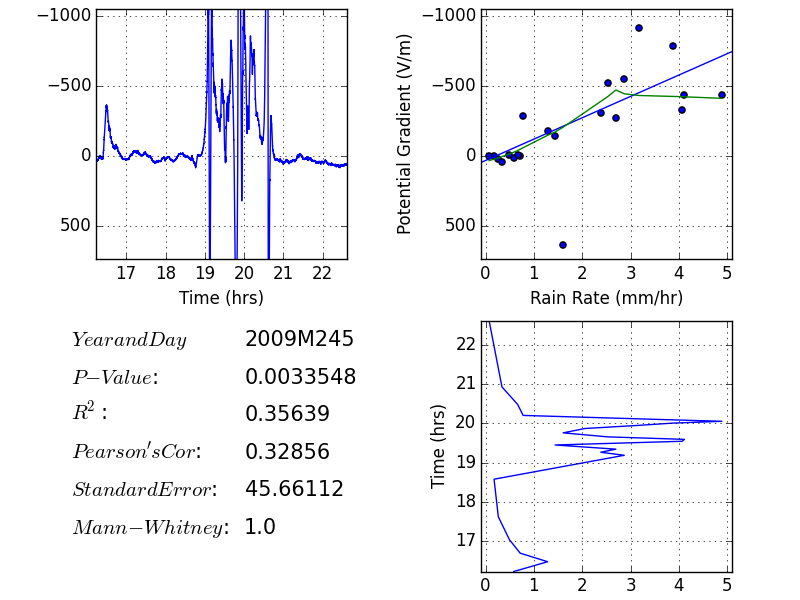 −1000
−500
0
500
17 18 19 20 21 22
Time (hrs)
Potential Gradient (V/m)
−1000
−500
0
500
0 1 2 3 4 5
Rain Rate (mm/hr)
YearandDay 2009M245
P−Value: 0.0033548
R²: 0.35639
Pearson′sCor: 0.32856
StandardError: 45.66112
Mann−Whitney: 1.0
Time (hrs)
22
21
20
19
18
17
0 1 2 3 4 5